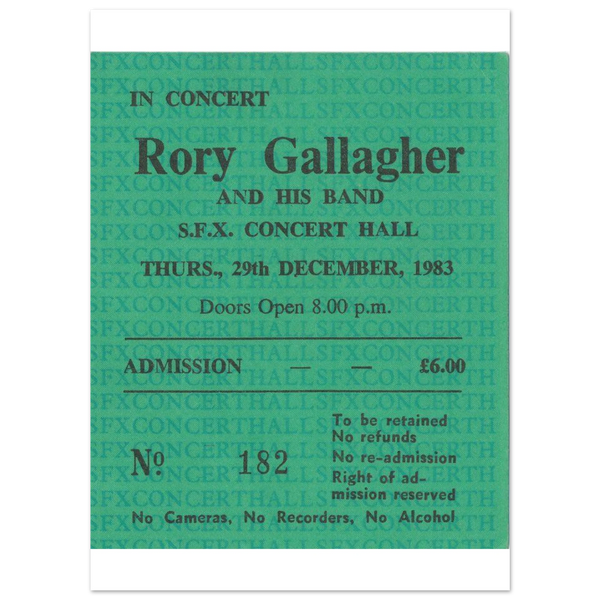 IN CONCERT
Rory Gallagher
AND HIS BAND
S.F.X. CONCERT HALL
THURS., 29th DECEMBER, 1983
Doors Open 8.00 p.m.
ADMISSION — — £6.00
To be retained
No refunds
No re-admission
Right of ad-
mission reserved
Nº 182
No Cameras, No Recorders, No Alcohol